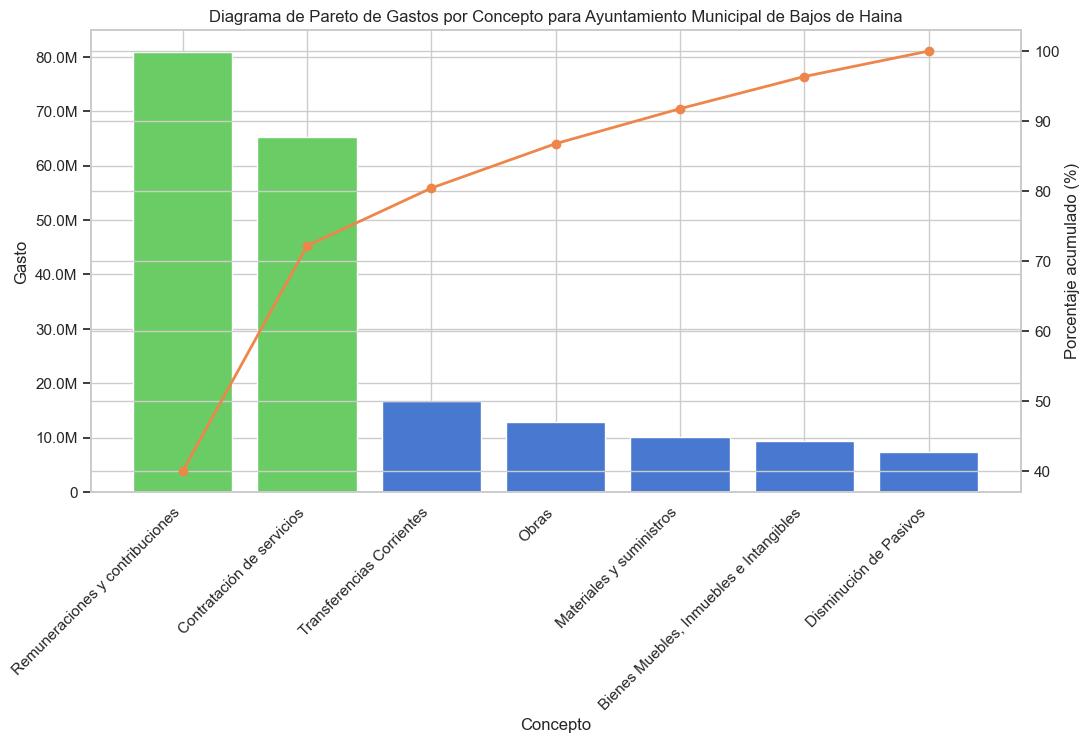 Diagrama de Pareto de Gastos por Concepto para Ayuntamiento Municipal de Bajos de Haina
80.0M
70.0M
60.0M
50.0M
40.0M
30.0M
20.0M
10.0M
0
Gasto
100
90
80
70
60
50
40
Porcentaje acumulado (%)
Remuneraciones y contribuciones
Contratación de servicios
Transferencias Corrientes
Obras
Materiales y suministros
Bienes Muebles, Inmuebles e Intangibles
Disminución de Pasivos
Concepto